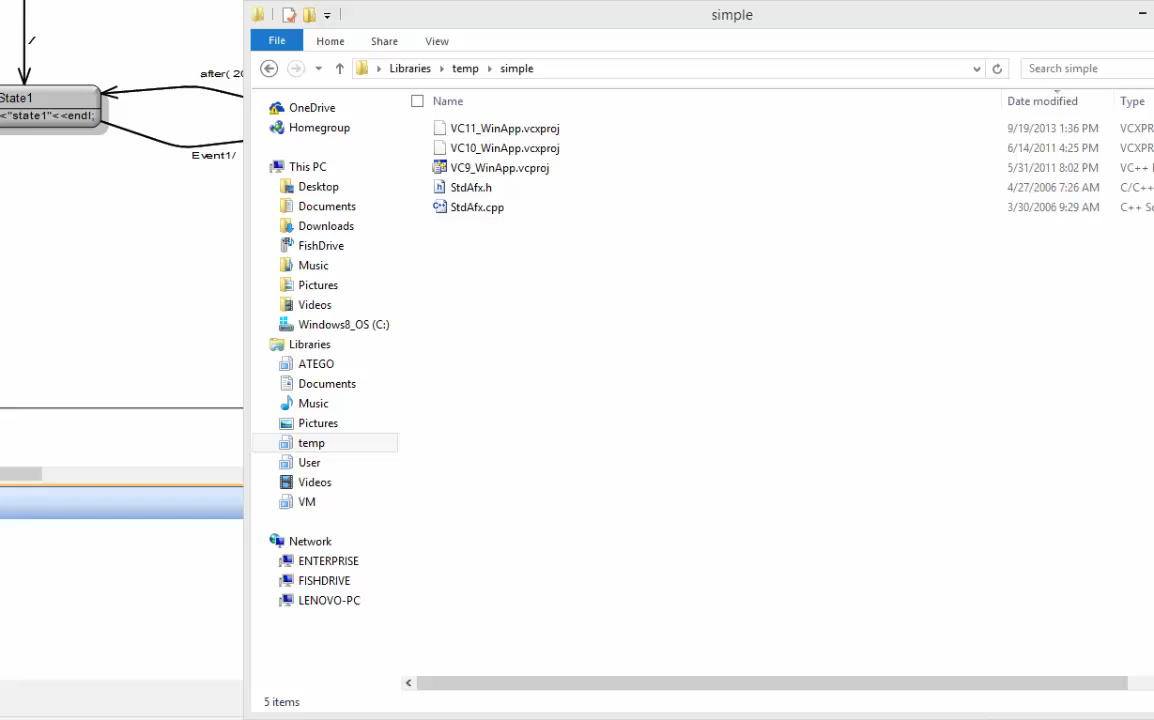 simple
File Home Share View
Libraries temp simple
Search simple
/
after( 20
State1
<"state1"<<endl;
Event1/
OneDrive
Homegroup
This PC
Desktop
Documents
Downloads
FishDrive
Music
Pictures
Videos
Windows8_OS (C:)
Libraries
ATEGO
Documents
Music
Pictures
temp
User
Videos
VM
Network
ENTERPRISE
FISHDRIVE
LENOVO-PC
Name Date modified Type
VC11_WinApp.vcxproj 9/19/2013 1:36 PM VCXPR
VC10_WinApp.vcxproj 6/14/2011 4:25 PM VCXPR
VC9_WinApp.vcproj 5/31/2011 8:02 PM VC++
StdAfx.h 4/27/2006 7:26 AM C/C++
StdAfx.cpp 3/30/2006 9:29 AM C++ So
5 items